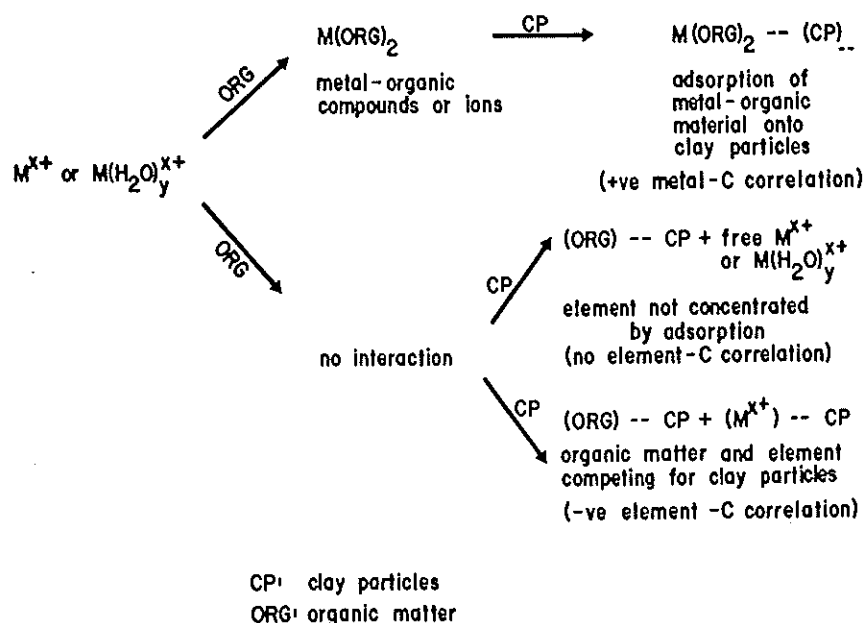 M(ORG)2
CP
M(ORG)2 -- (CP)--
ORG
metal-organic
compounds or ions
adsorption of
metal-organic
material onto
clay particles
(+ve metal-C correlation)
M^x+ or M(H2O)y^x+
ORG
CP
(ORG) -- CP + free M^x+
or M(H2O)y^x+
element not concentrated
by adsorption
(no element-C correlation)
no interaction
CP
(ORG) -- CP + (M^x+) -- CP
organic matter and element
competing for clay particles
(-ve element -C correlation)
CP: clay particles
ORG: organic matter